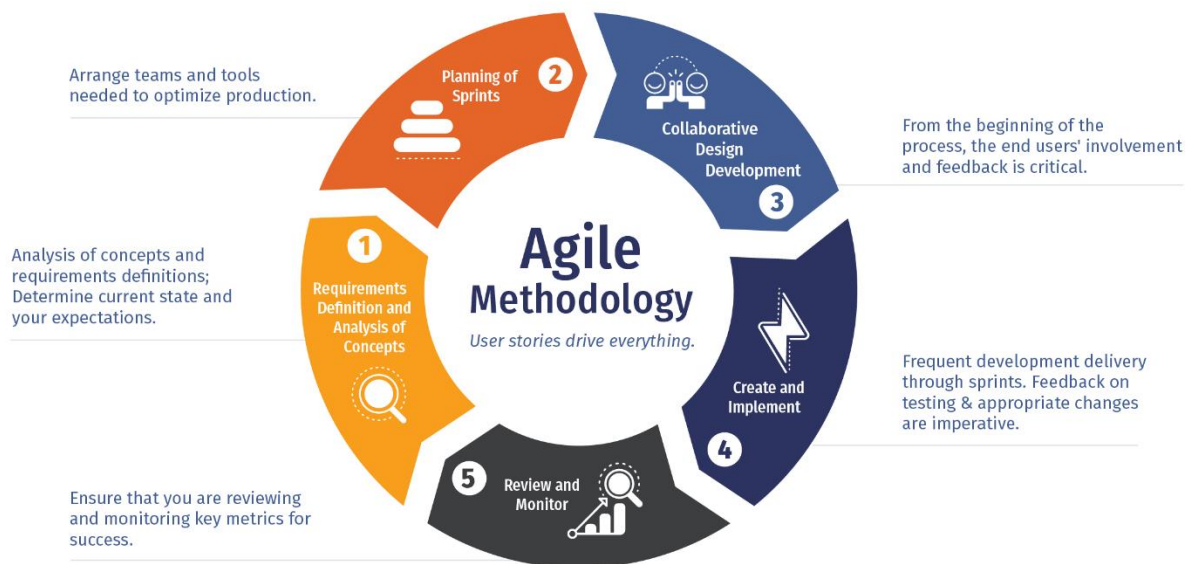 Agile
Methodology
User stories drive everything.
1
Requirements
Definition and
Analysis of
Concepts
Analysis of concepts and
requirements definitions;
Determine current state and
your expectations.
2
Planning of
Sprints
Arrange teams and tools
needed to optimize production.
Collaborative
Design
Development
3
From the beginning of the
process, the end users' involvement
and feedback is critical.
Create and
Implement
4
Frequent development delivery
through sprints. Feedback on
testing & appropriate changes
are imperative.
5
Review and
Monitor
Ensure that you are reviewing
and monitoring key metrics for
success.